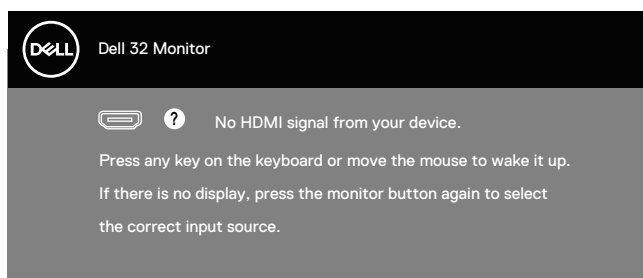 DELL
Dell 32 Monitor
? No HDMI signal from your device.
Press any key on the keyboard or move the mouse to wake it up.
If there is no display, press the monitor button again to select
the correct input source.